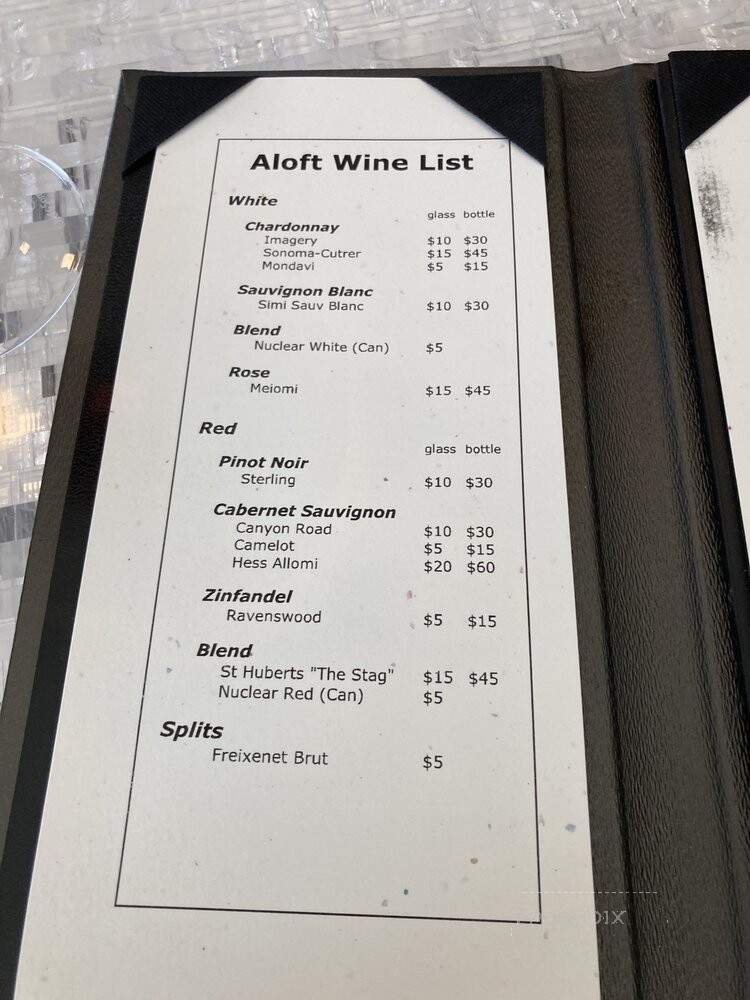 Aloft Wine List
White
glass bottle
Chardonnay
Imagery $10 $30
Sonoma-Cutrer $15 $45
Mondavi $5 $15
Sauvignon Blanc
Simi Sauv Blanc $10 $30
Blend
Nuclear White (Can) $5
Rose
Meiomi $15 $45
Red
glass bottle
Pinot Noir
Sterling $10 $30
Cabernet Sauvignon
Canyon Road $10 $30
Camelot $5 $15
Hess Allomi $20 $60
Zinfandel
Ravenswood $5 $15
Blend
St Huberts "The Stag" $15 $45
Nuclear Red (Can) $5
Splits
Freixenet Brut $5